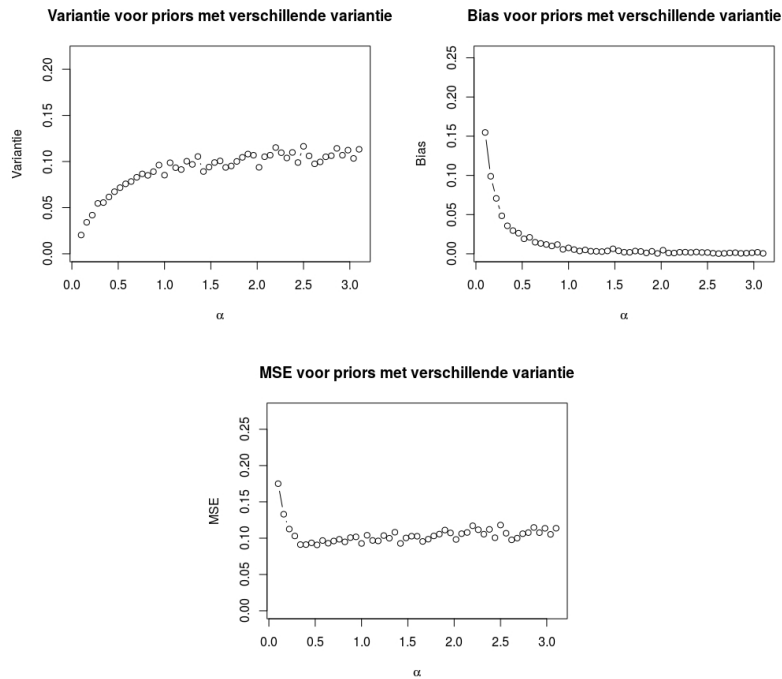 Variantie voor priors met verschillende variantie
Variantie
0.00 0.05 0.10 0.15 0.20
0.0 0.5 1.0 1.5 2.0 2.5 3.0
α
Bias voor priors met verschillende variantie
Bias
0.00 0.05 0.10 0.15 0.20 0.25
0.0 0.5 1.0 1.5 2.0 2.5 3.0
α
MSE voor priors met verschillende variantie
MSE
0.00 0.05 0.10 0.15 0.20 0.25
0.0 0.5 1.0 1.5 2.0 2.5 3.0
α